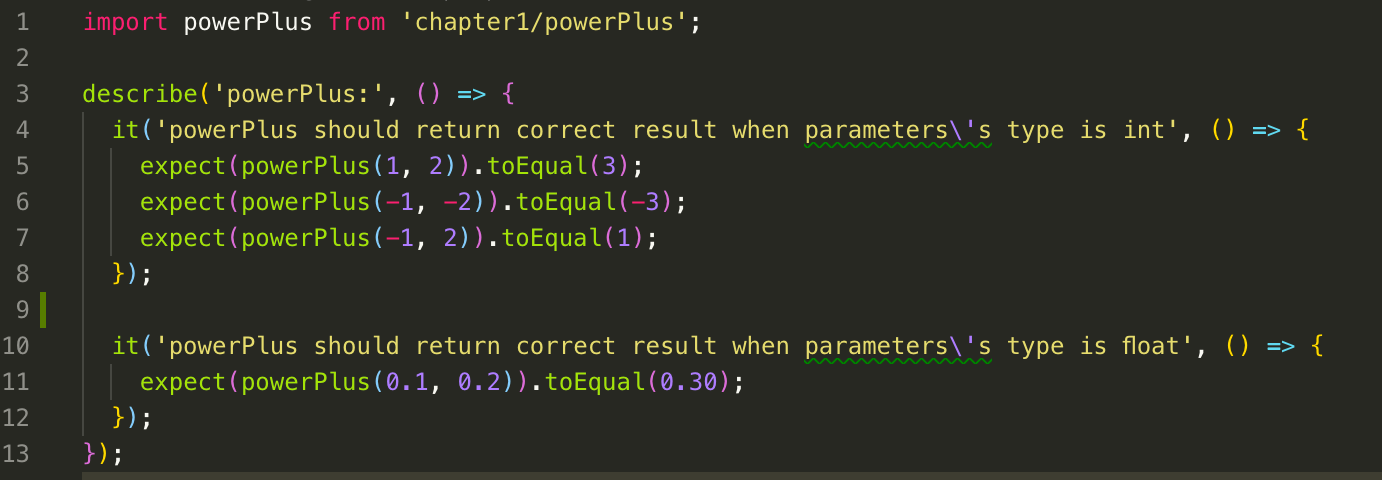 1 import powerPlus from 'chapter1/powerPlus';
2
3 describe('powerPlus:', () => {
4 it('powerPlus should return correct result when parameters\'s type is int', () => {
5 expect(powerPlus(1, 2)).toEqual(3);
6 expect(powerPlus(-1, -2)).toEqual(-3);
7 expect(powerPlus(-1, 2)).toEqual(1);
8 });
9
10 it('powerPlus should return correct result when parameters\'s type is float', () => {
11 expect(powerPlus(0.1, 0.2)).toEqual(0.30);
12 });
13 });